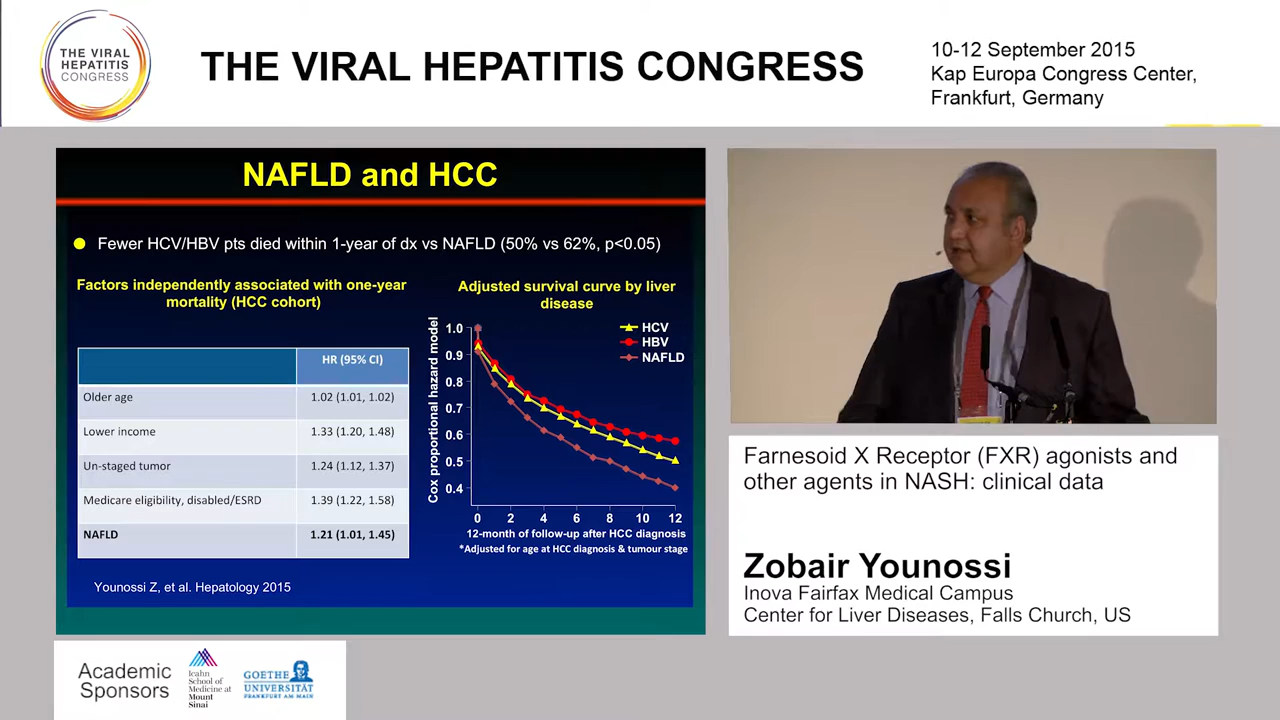 THE VIRAL
HEPATITIS
CONGRESS
THE VIRAL HEPATITIS CONGRESS
10-12 September 2015
Kap Europa Congress Center,
Frankfurt, Germany
NAFLD and HCC
Fewer HCV/HBV pts died within 1-year of dx vs NAFLD (50% vs 62%, p<0.05)
Factors independently associated with one-year
mortality (HCC cohort)
HR (95% CI)
Older age 1.02 (1.01, 1.02)
Lower income 1.33 (1.20, 1.48)
Un-staged tumor 1.24 (1.12, 1.37)
Medicare eligibility, disabled/ESRD 1.39 (1.22, 1.58)
NAFLD 1.21 (1.01, 1.45)
Adjusted survival curve by liver
disease
Cox proportional hazard model
1.0
0.9
0.8
0.7
0.6
0.5
0.4
HCV
HBV
NAFLD
0 2 4 6 8 10 12
12-month of follow-up after HCC diagnosis
*Adjusted for age at HCC diagnosis & tumour stage
Younossi Z, et al. Hepatology 2015
Farnesoid X Receptor (FXR) agonists and
other agents in NASH: clinical data
Zobair Younossi
Inova Fairfax Medical Campus
Center for Liver Diseases, Falls Church, US
Academic
Sponsors
Icahn
School of
Medicine at
Mount
Sinai
GOETHE
UNIVERSITÄT
FRANKFURT AM MAIN